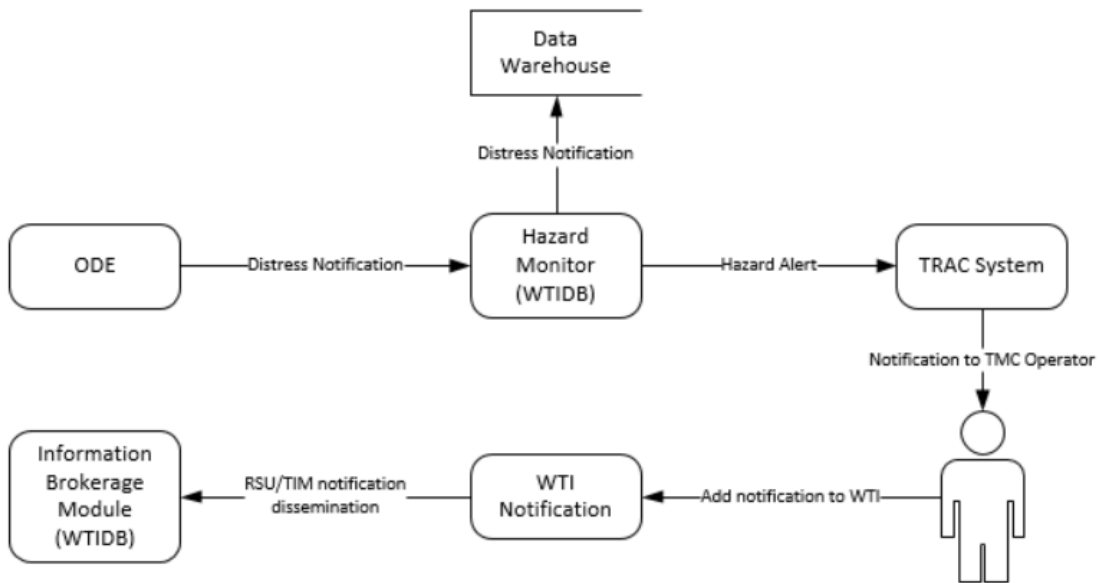 Data
Warehouse
Distress Notification
ODE
Distress Notification
Hazard
Monitor
(WTIDB)
Hazard Alert
TRAC System
Notification to TMC Operator
Information
Brokerage
Module
(WTIDB)
RSU/TIM notification
dissemination
WTI
Notification
Add notification to WTI